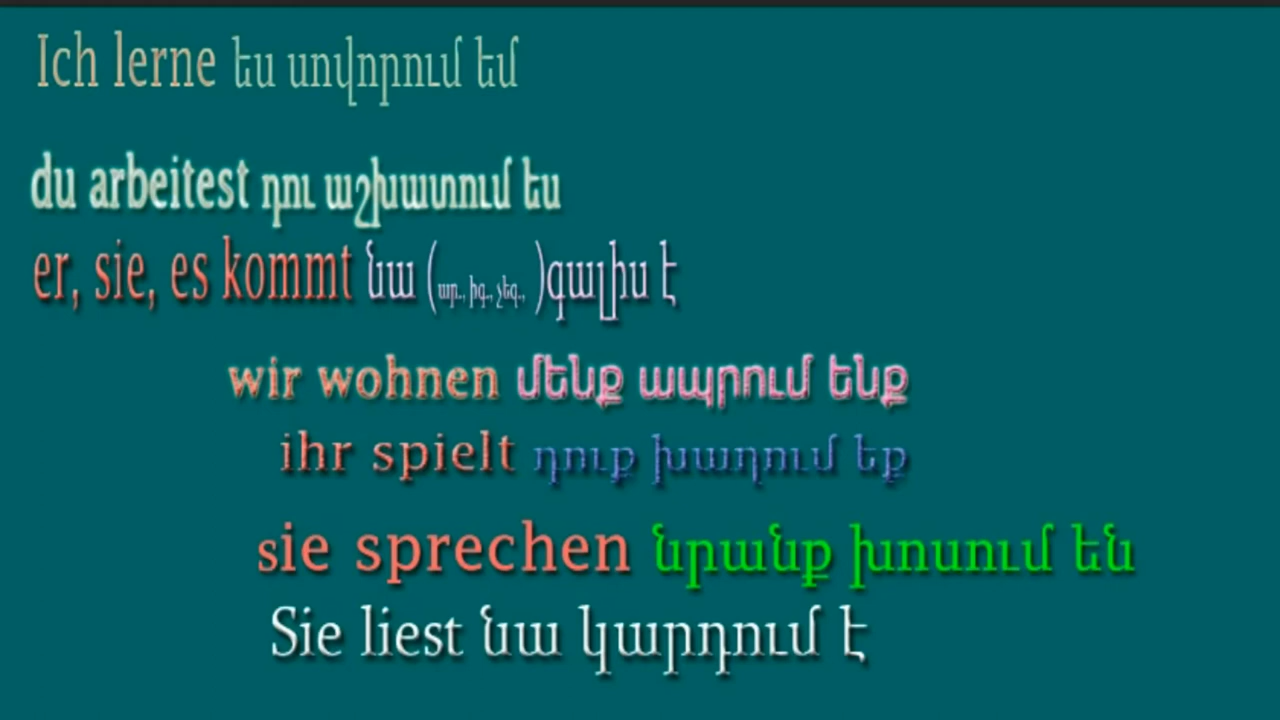 Ich lerne ես սովորում եմ
du arbeitest դու աշխատում ես
er, sie, es kommt նա (ար., իգ., չեզ., )գալիս է
wir wohnen մենք ապրում ենք
ihr spielt դուք խաղում եք
sie sprechen նրանք խոսում են
Sie liest նա կարդում է